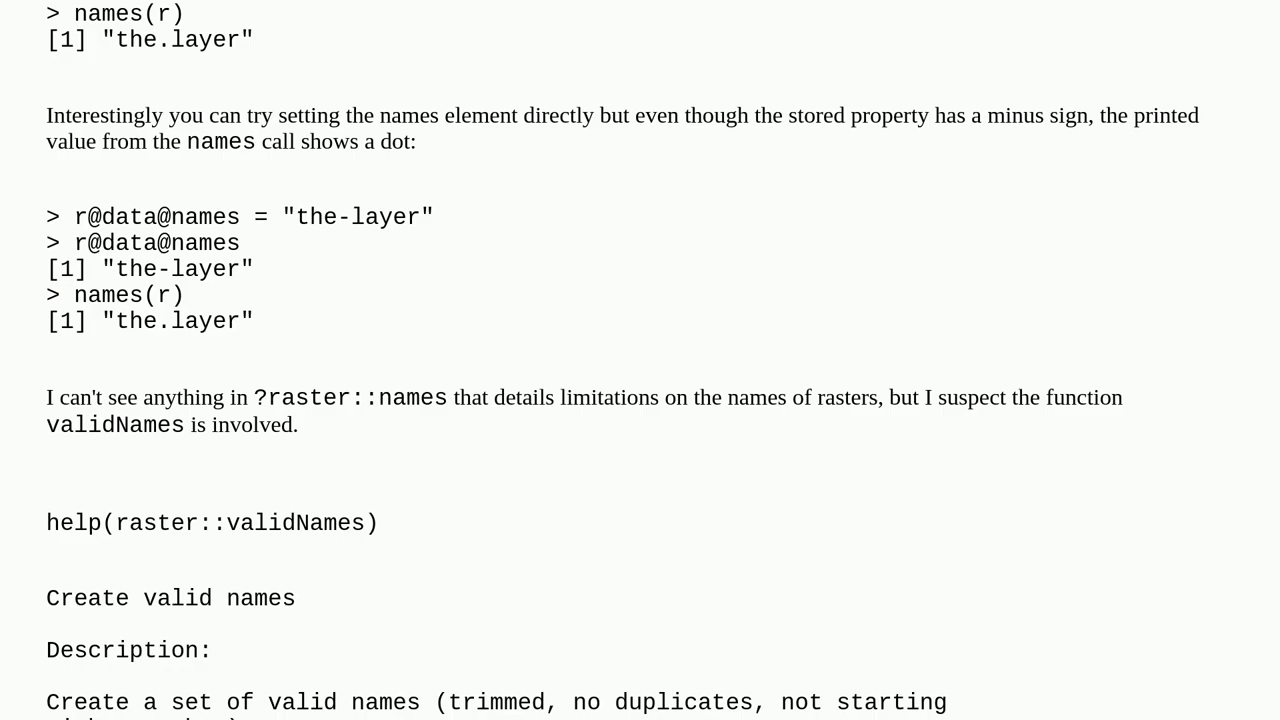 > names(r)
[1] "the.layer"
Interestingly you can try setting the names element directly but even though the stored property has a minus sign, the printed
value from the names call shows a dot:
> r@data@names = "the-layer"
> r@data@names
[1] "the-layer"
> names(r)
[1] "the.layer"
I can't see anything in ?raster::names that details limitations on the names of rasters, but I suspect the function
validNames is involved.
help(raster::validNames)
Create valid names
Description:
Create a set of valid names (trimmed, no duplicates, not starting